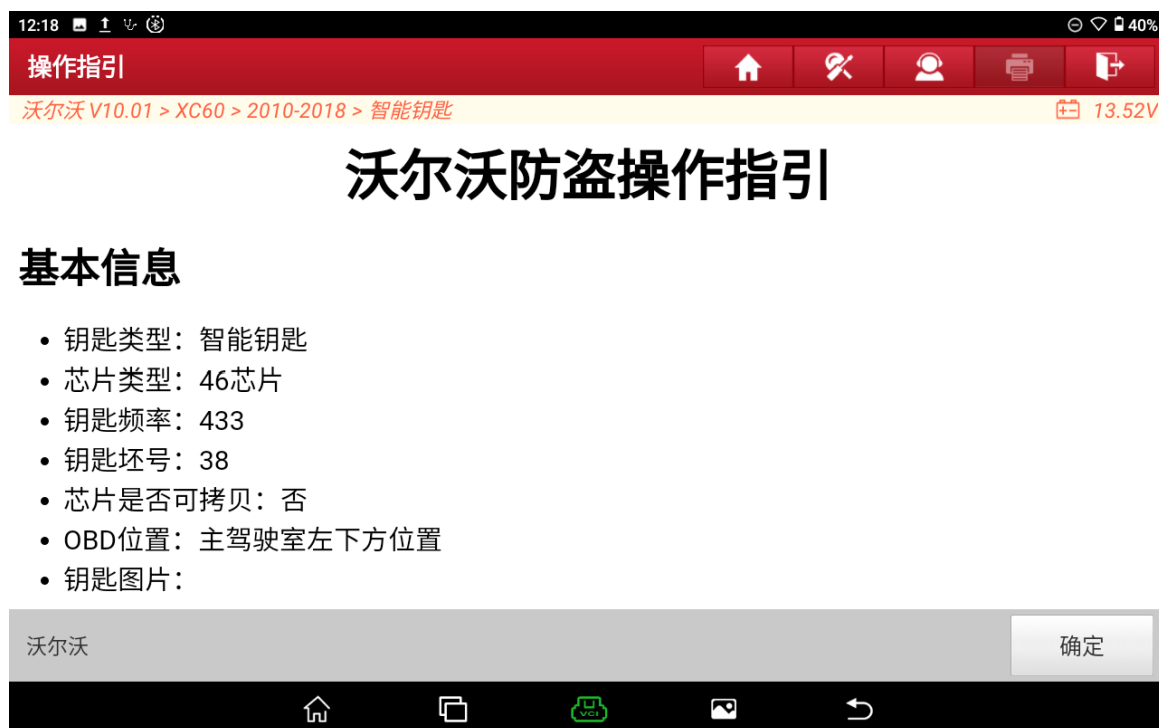 12:18
40%
操作指引
沃尔沃 V10.01 > XC60 > 2010-2018 > 智能钥匙
13.52V
沃尔沃防盗操作指引
基本信息
• 钥匙类型：智能钥匙
• 芯片类型：46芯片
• 钥匙频率：433
• 钥匙坯号：38
• 芯片是否可拷贝：否
• OBD位置：主驾驶室左下方位置
• 钥匙图片：
沃尔沃
确定
VCI